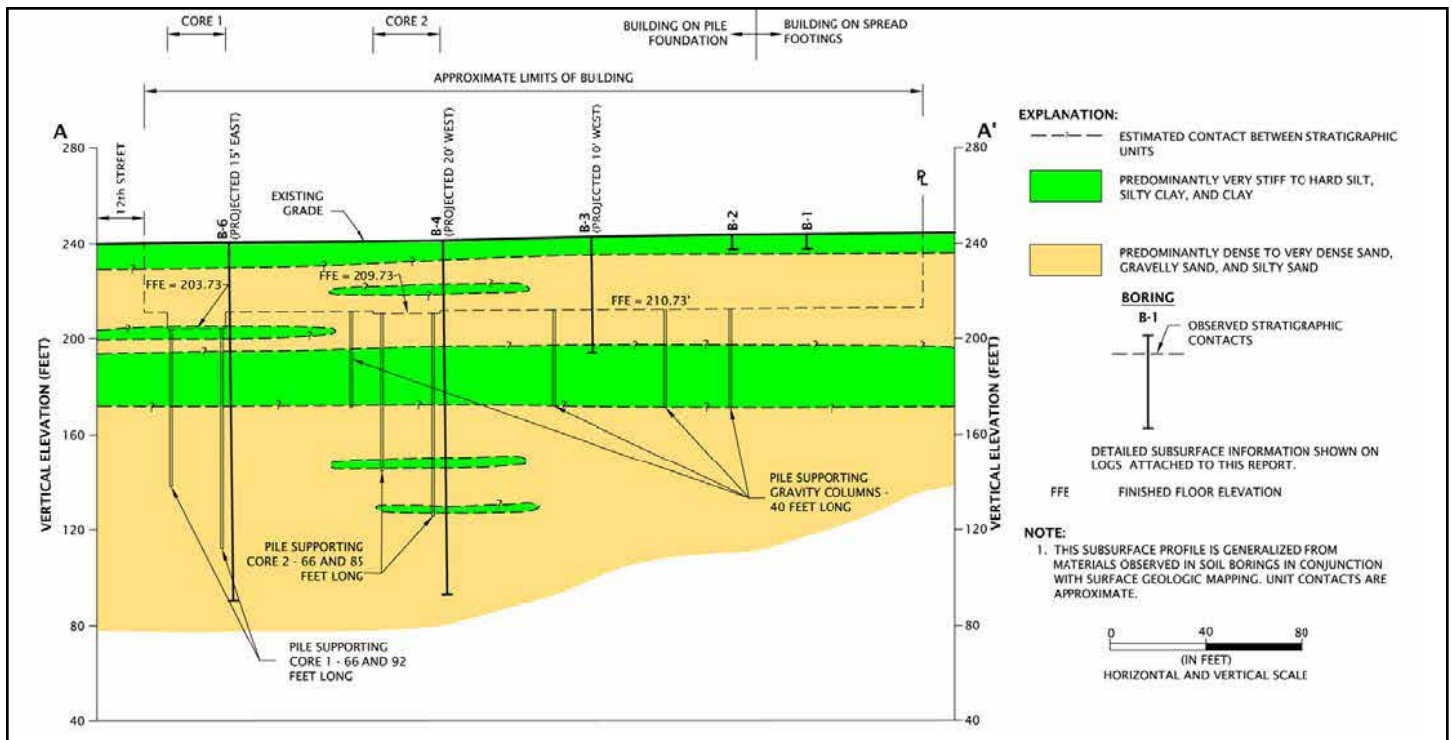 CORE 1
CORE 2
BUILDING ON PILE
FOUNDATION
BUILDING ON SPREAD
FOOTINGS
APPROXIMATE LIMITS OF BUILDING
A
A'
280
240
200
160
120
80
40
VERTICAL ELEVATION (FEET)
12th STREET
EXISTING
GRADE
B-6
(PROJECTED 15' EAST)
B-4
(PROJECTED 20' WEST)
B-3
(PROJECTED 10' WEST)
B-2
B-1
PL
FFE = 203.73
FFE = 209.73
FFE = 210.73'
? ? ? ? ? ? ?
PILE SUPPORTING
CORE 2 - 66 AND 85
FEET LONG
PILE SUPPORTING
CORE 1 - 66 AND 92
FEET LONG
PILE SUPPORTING
GRAVITY COLUMNS -
40 FEET LONG
280
240
200
160
120
80
40
VERTICAL ELEVATION (FEET)
EXPLANATION:
?
ESTIMATED CONTACT BETWEEN STRATIGRAPHIC
UNITS
PREDOMINANTLY VERY STIFF TO HARD SILT,
SILTY CLAY, AND CLAY
PREDOMINANTLY DENSE TO VERY DENSE SAND,
GRAVELLY SAND, AND SILTY SAND
BORING
B-1
OBSERVED STRATIGRAPHIC
CONTACTS
DETAILED SUBSURFACE INFORMATION SHOWN ON
LOGS ATTACHED TO THIS REPORT.
FFE FINISHED FLOOR ELEVATION
NOTE:
1. THIS SUBSURFACE PROFILE IS GENERALIZED FROM
MATERIALS OBSERVED IN SOIL BORINGS IN CONJUNCTION
WITH SURFACE GEOLOGIC MAPPING. UNIT CONTACTS ARE
APPROXIMATE.
0 40 80
(IN FEET)
HORIZONTAL AND VERTICAL SCALE